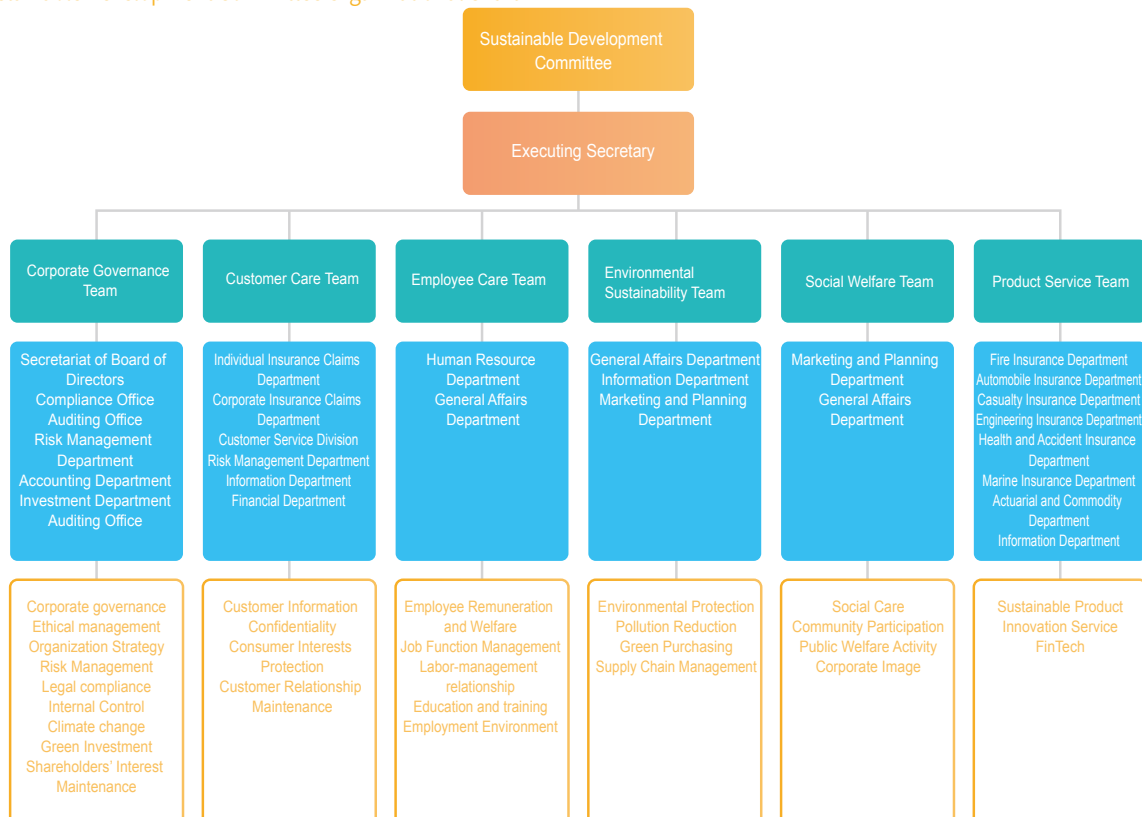 Sustainable Development
Committee
Executing Secretary
Corporate Governance
Team
Customer Care Team
Employee Care Team
Environmental
Sustainability Team
Social Welfare Team
Product Service Team
Secretariat of Board of
Directors
Compliance Office
Auditing Office
Risk Management
Department
Accounting Department
Investment Department
Auditing Office
Individual Insurance Claims
Department
Corporate Insurance Claims
Department
Customer Service Division
Risk Management Department
Information Department
Financial Department
Human Resource
Department
General Affairs
Department
General Affairs Department
Information Department
Marketing and Planning
Department
Marketing and Planning
Department
General Affairs
Department
Fire Insurance Department
Automobile Insurance Department
Casualty Insurance Department
Engineering Insurance Department
Health and Accident Insurance
Department
Marine Insurance Department
Actuarial and Commodity
Department
Information Department
Corporate governance
Ethical management
Organization Strategy
Risk Management
Legal compliance
Internal Control
Climate change
Green Investment
Shareholders' Interest
Maintenance
Customer Information
Confidentiality
Consumer Interests
Protection
Customer Relationship
Maintenance
Employee Remuneration
and Welfare
Job Function Management
Labor-management
relationship
Education and training
Employment Environment
Environmental Protection
Pollution Reduction
Green Purchasing
Supply Chain Management
Social Care
Community Participation
Public Welfare Activity
Corporate Image
Sustainable Product
Innovation Service
FinTech